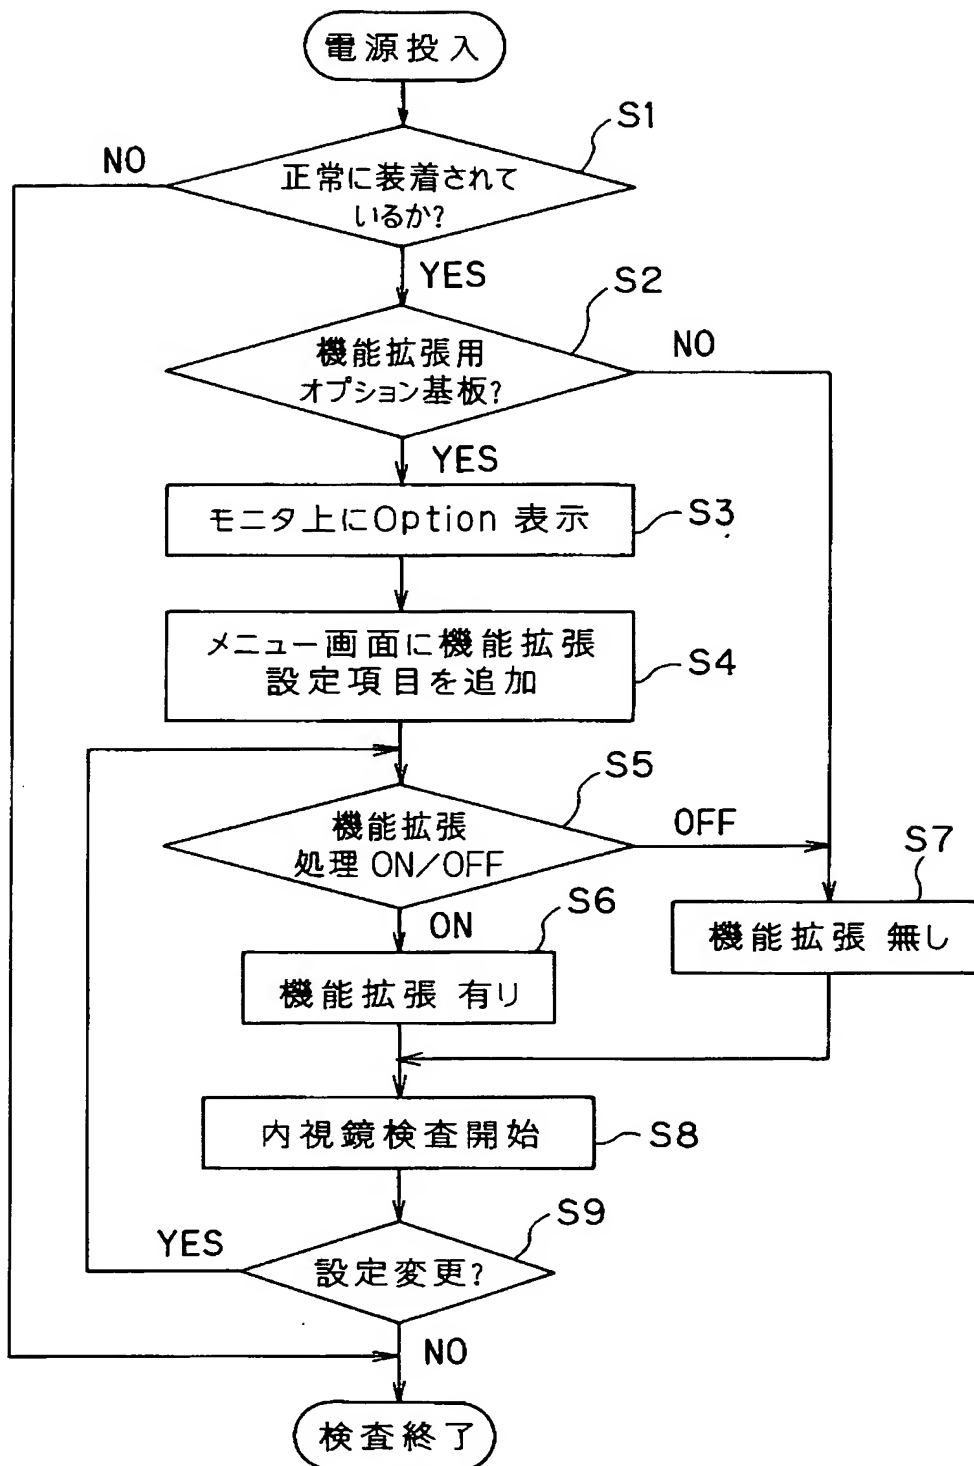 電源投入
S1
NO
正常に装着されて
いるか?
YES
S2
機能拡張用
オプション基板?
NO
YES
モニタ上にOption 表示
S3
メニュー画面に機能拡張
設定項目を追加
S4
S5
機能拡張
処理 ON/OFF
OFF
S7
ON
S6
機能拡張 無し
機能拡張 有り
内視鏡検査開始
S8
S9
YES
設定変更?
NO
検査終了